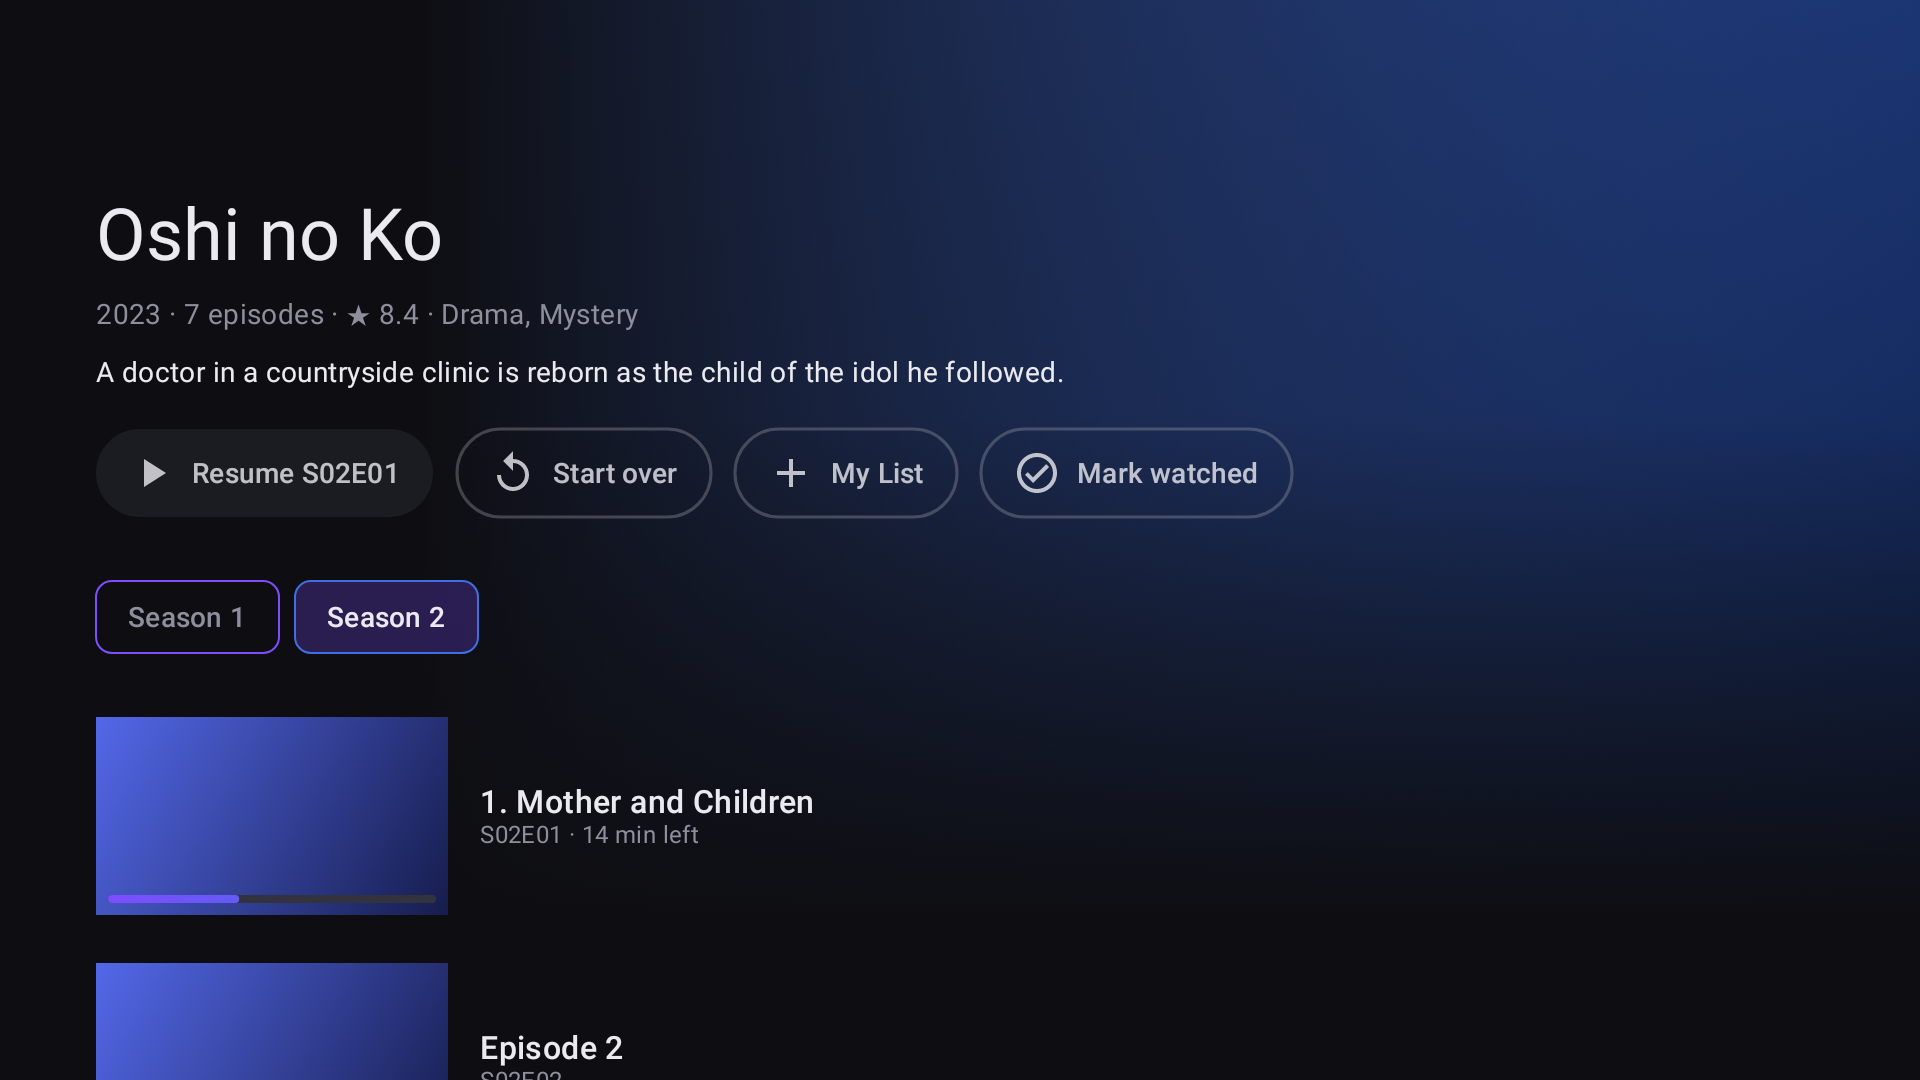 Oshi no Ko
2023 · 7 episodes · ★ 8.4 · Drama, Mystery
A doctor in a countryside clinic is reborn as the child of the idol he followed.
Resume S02E01
Start over
My List
Mark watched
Season 1
Season 2
1. Mother and Children
S02E01 · 14 min left
Episode 2
S02E02